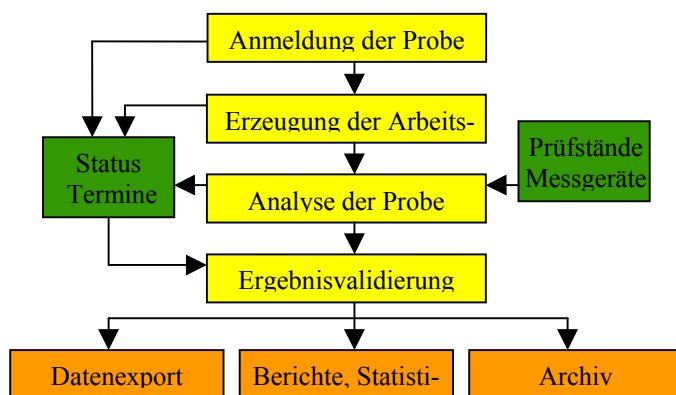 Anmeldung der Probe
Erzeugung der Arbeits-
Status
Termine
Prüfstände
Messgeräte
Analyse der Probe
Ergebnisvalidierung
Datenexport
Berichte, Statisti-
Archiv